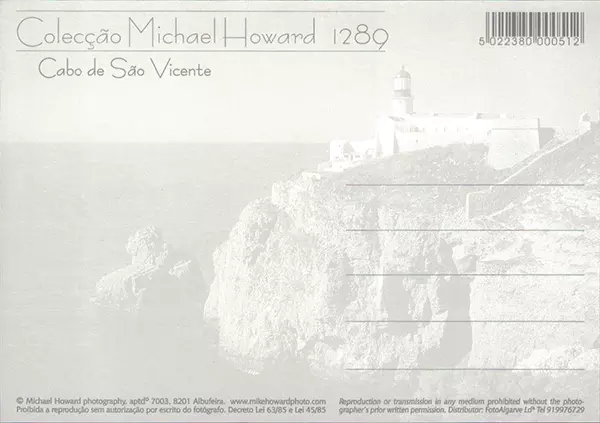 Colecção Michael Howard 1289
Cabo de São Vicente
5 022380 000512
© Michael Howard photography, aptdº 7003, 8201 Albufeira. www.mikehowardphoto.com
Proibida a reprodução sem autorização por escrito do fotógrafo. Decreto Lei 63/85 e Lei 45/85
Reproduction or transmission in any medium prohibited without the photo-
grapher's prior written permission. Distributor: FotoAlgarve Ldª Tel 919976729